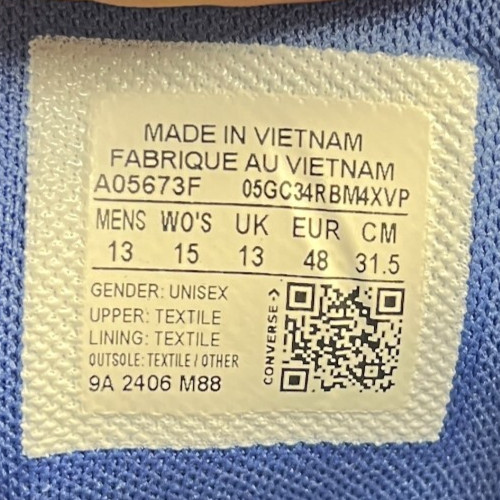 MADE IN VIETNAM
FABRIQUE AU VIETNAM
A05673F 05GC34RBM4XVP
MENS WO'S UK EUR CM
13 15 13 48 31.5
GENDER: UNISEX
UPPER: TEXTILE
LINING: TEXTILE
OUTSOLE: TEXTILE / OTHER
9A 2406 M88
CONVERSE ->